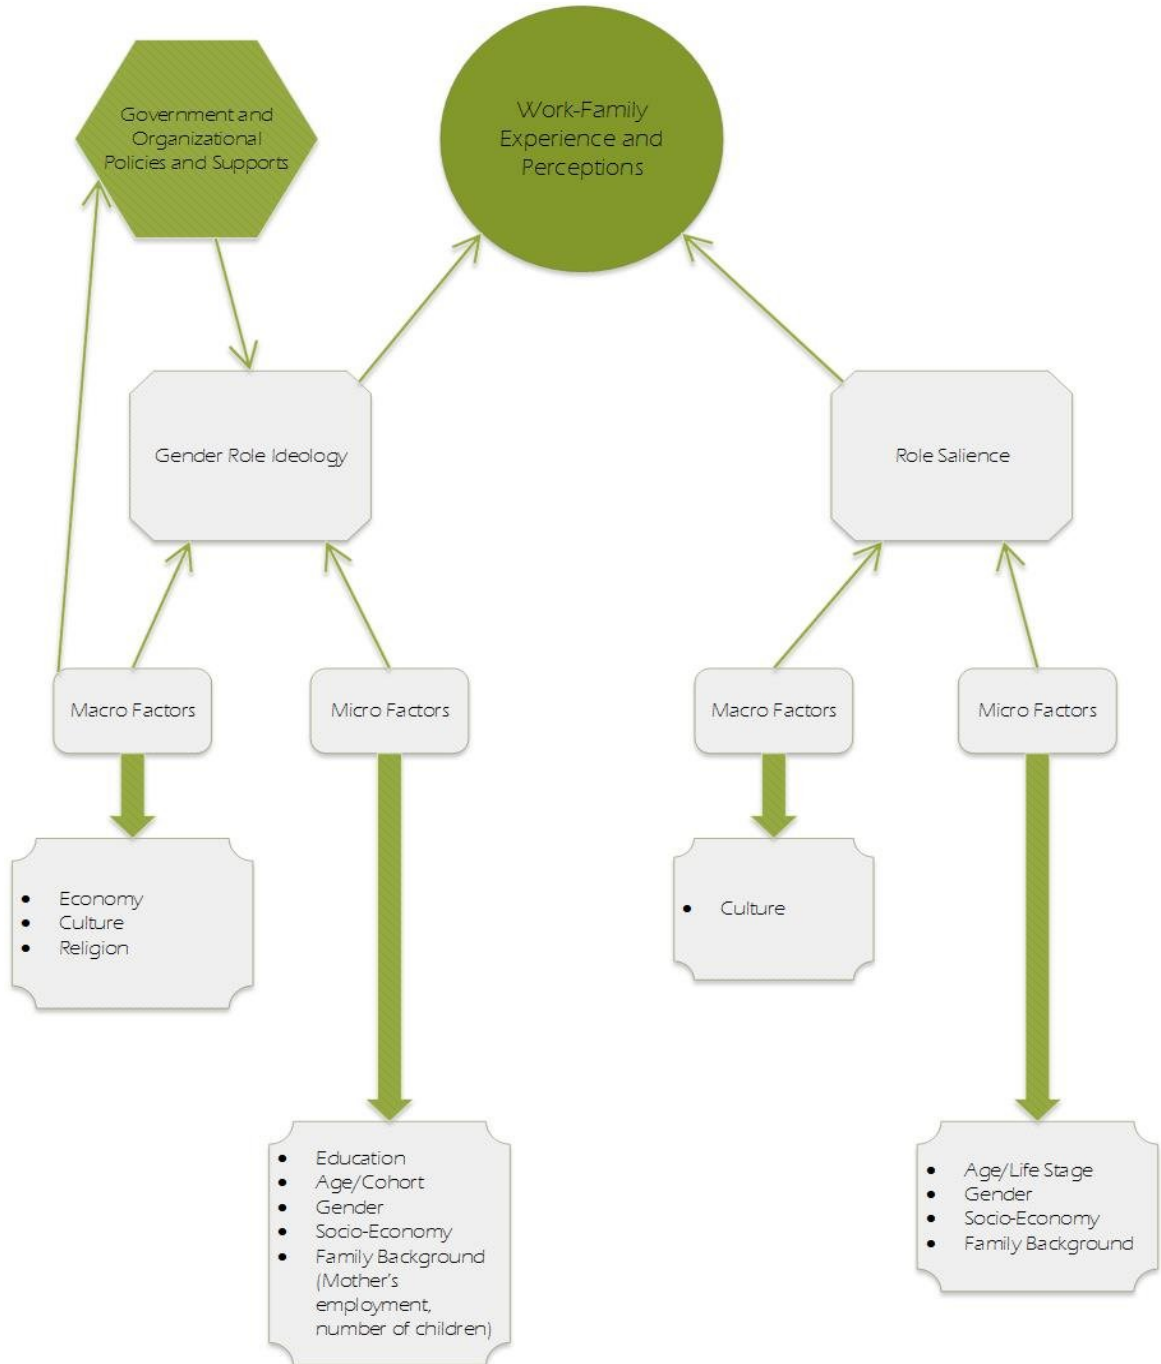 Government and
Organizational
Policies and Supports
Work-Family
Experience and
Perceptions
Gender Role Ideology
Role Salience
Macro Factors
Micro Factors
Macro Factors
Micro Factors
• Economy
• Culture
• Religion
• Culture
• Education
• Age/Cohort
• Gender
• Socio-Economy
• Family Background
(Mother's
employment,
number of children)
• Age/Life Stage
• Gender
• Socio-Economy
• Family Background